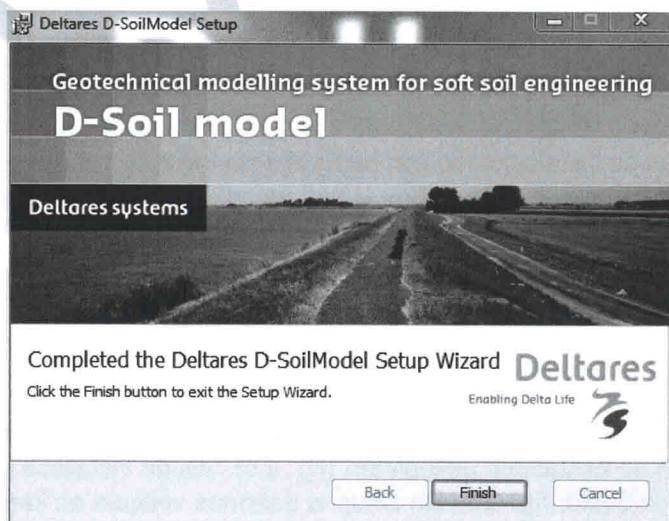 Deltares D-SoilModel Setup
Geotechnical modelling system for soft soil engineering
D-Soil model
Deltares systems
Completed the Deltares D-SoilModel Setup Wizard
Click the Finish button to exit the Setup Wizard.
Deltares
Enabling Delta Life
Back Finish Cancel